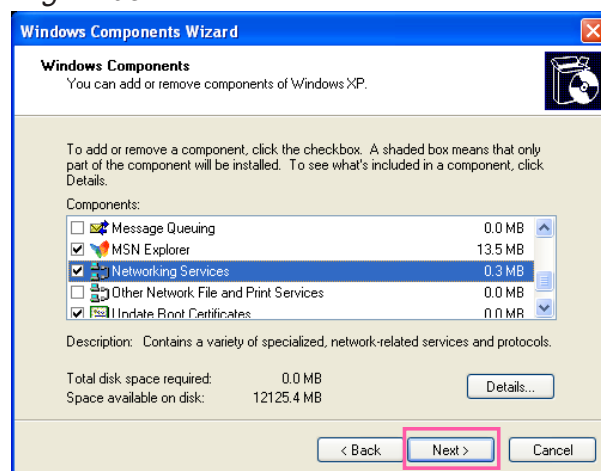 Windows Components Wizard
Windows Components
You can add or remove components of Windows XP.
To add or remove a component, click the checkbox. A shaded box means that only
part of the component will be installed. To see what's included in a component, click
Details.
Components:
Message Queuing 0.0 MB
MSN Explorer 13.5 MB
Networking Services 0.3 MB
Other Network File and Print Services 0.0 MB
Update Root Certificates 0.0 MB
Description: Contains a variety of specialized, network-related services and protocols.
Total disk space required: 0.0 MB
Space available on disk: 12125.4 MB
Details...
< Back Next > Cancel